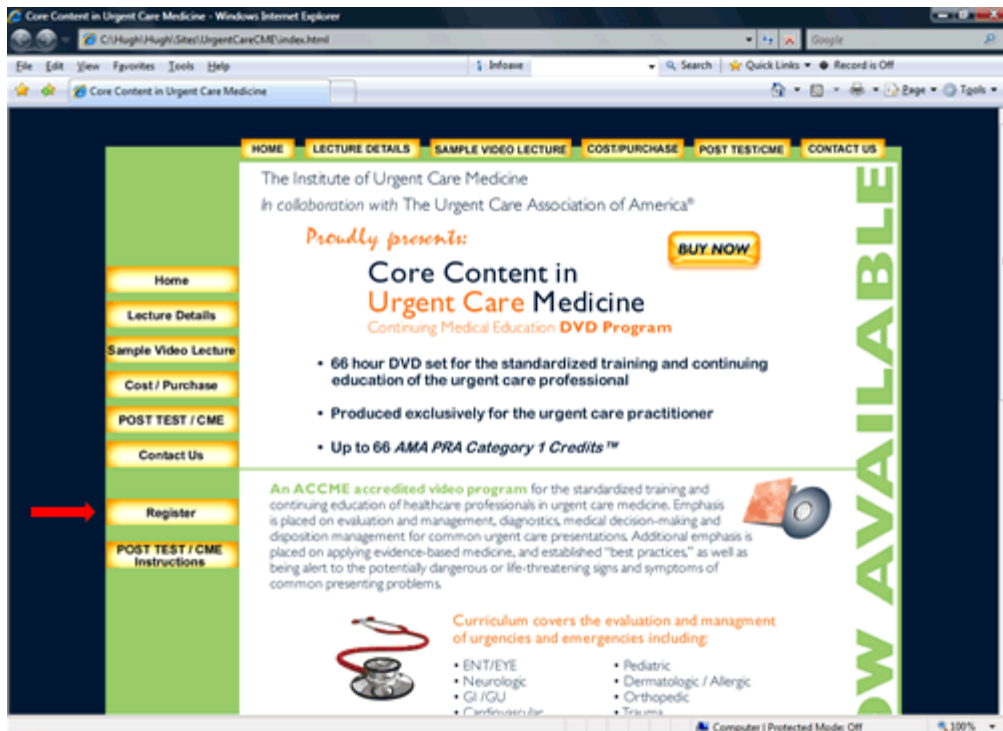 Core Content in Urgent Care Medicine - Windows Internet Explorer
C:\Hugh\Hugh\Sites\UrgentCareCME\index.html
Google
File Edit View Favorites Tools Help
Search Quick Links Record is Off
Core Content in Urgent Care Medicine
Page Tools
HOME LECTURE DETAILS SAMPLE VIDEO LECTURE COST/PURCHASE POST TEST/CME CONTACT US
The Institute of Urgent Care Medicine
In collaboration with The Urgent Care Association of America®
Proudly presents:
BUY NOW
Core Content in
Urgent Care Medicine
Continuing Medical Education DVD Program
• 66 hour DVD set for the standardized training and continuing
education of the urgent care professional
• Produced exclusively for the urgent care practitioner
• Up to 66 AMA PRA Category 1 Credits™
Home
Lecture Details
Sample Video Lecture
Cost / Purchase
POST TEST / CME
Contact Us
Register
POST TEST / CME
Instructions
An ACCME accredited video program for the standardized training and
continuing education of healthcare professionals in urgent care medicine. Emphasis
is placed on evaluation and management, diagnostics, medical decision-making and
disposition management for common urgent care presentations. Additional emphasis is
placed on applying evidence-based medicine, and established "best practices," as well as
being alert to the potentially dangerous or life-threatening signs and symptoms of
common presenting problems.
Curriculum covers the evaluation and managment
of urgencies and emergencies including:
• ENT/EYE
• Neurologic
• GI /GU
• Cardiovascular
• Pediatric
• Dermatologic / Allergic
• Orthopedic
• Trauma
OW AVAILABLE
Computer | Protected Mode: Off
100%